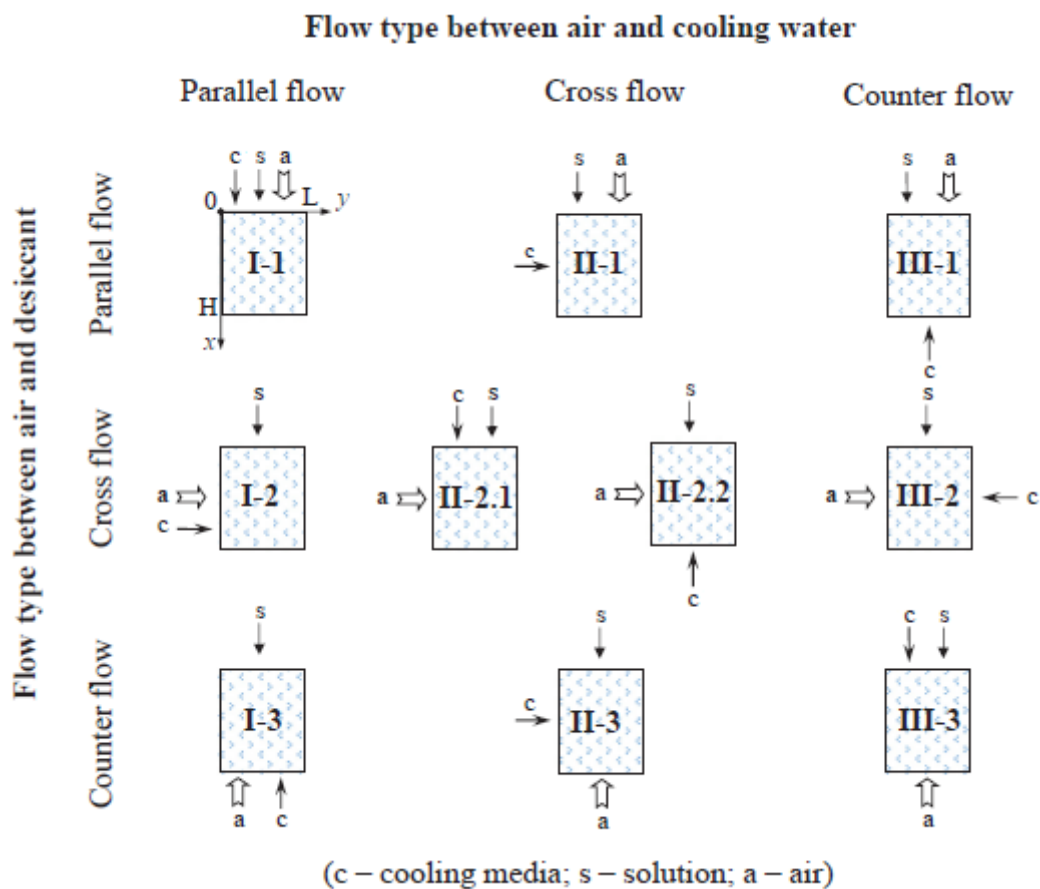 Flow type between air and cooling water
Parallel flow
Cross flow
Counter flow
Flow type between air and desiccant
Parallel flow
c
s
a
0
L
y
I-1
H
x
s
a
c
II-1
s
a
III-1
c
Cross flow
s
a
I-2
c
c
s
a
II-2.1
s
a
II-2.2
c
s
a
III-2
c
Counter flow
s
I-3
a
c
s
c
II-3
a
c
s
III-3
a
(c – cooling media; s – solution; a – air)